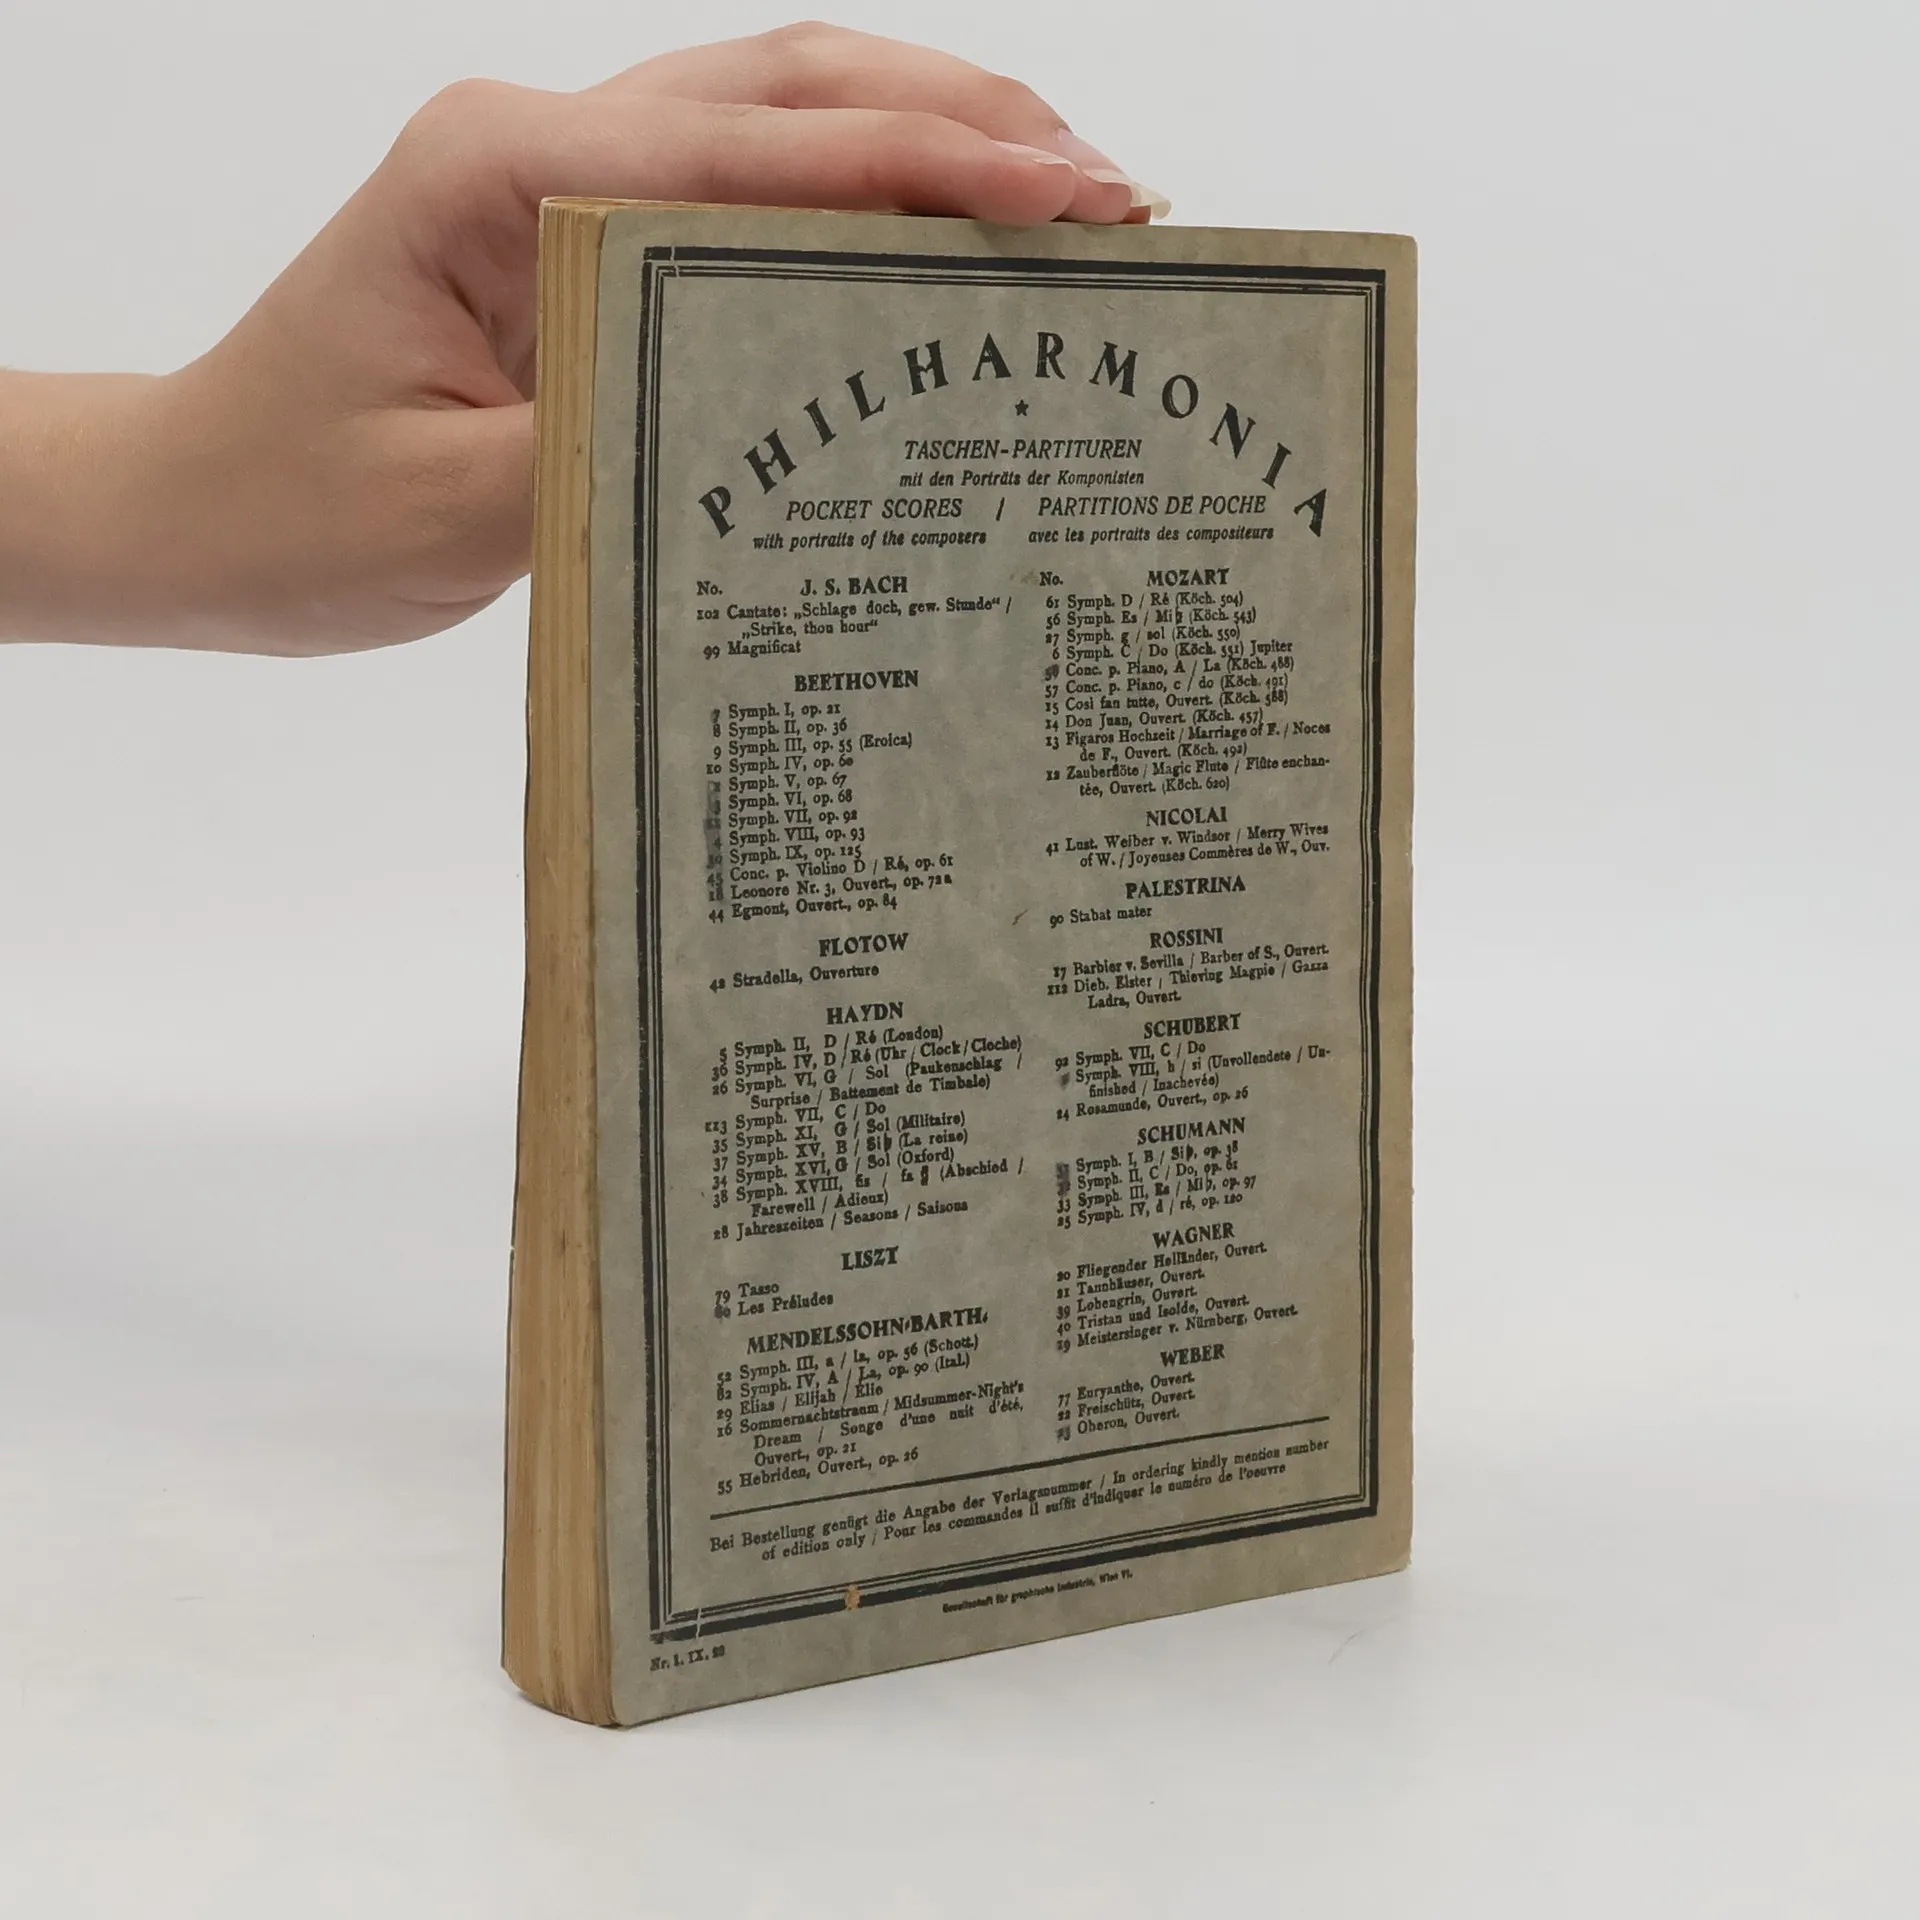 PHILHARMONIA
TASCHEN-PARTITUREN
mit den Porträts der Komponisten
POCKET SCORES / PARTITIONS DE POCHE
with portraits of the composers avec les portraits des compositeurs
No. J. S. BACH
102 Cantate: „Schlage doch, gew. Stunde“ /
„Strike, thou hour“
99 Magnificat
BEETHOVEN
7 Symph. I, op. 21
8 Symph. II, op. 36
9 Symph. III, op. 55 (Eroica)
10 Symph. IV, op. 60
Symph. V, op. 67
Symph. VI, op. 68
Symph. VII, op. 92
4 Symph. VIII, op. 93
Symph. IX, op. 125
45 Conc. p. Violino D / Ré, op. 61
18 Leonore Nr. 3, Ouvert., op. 72a
44 Egmont, Ouvert., op. 84
FLOTOW
42 Stradella, Ouverture
HAYDN
5 Symph. II, D / Ré (London)
36 Symph. IV, D / Ré (Uhr / Clock / Cloche)
26 Symph. VI, G / Sol (Paukenschlag /
Surprise / Battement de Timbale)
113 Symph. VII, C / Do
35 Symph. XI, G / Sol (Militaire)
37 Symph. XV, B / Si♭ (La reine)
34 Symph. XVI, G / Sol (Oxford)
38 Symph. XVIII, fis / fa ♯ (Abschied /
Farewell / Adieux)
28 Jahreszeiten / Seasons / Saisons
LISZT
79 Tasso
80 Les Préludes
MENDELSSOHN-BARTH.
52 Symph. III, a / la, op. 56 (Schott.)
82 Symph. IV, A / La, op. 90 (Ital.)
29 Elias / Elijah / Élie
16 Sommernachtstraum / Midsummer-Night's
Dream / Songe d'une nuit d'été,
Ouvert., op. 21
55 Hebriden, Ouvert., op. 26
No. MOZART
61 Symph. D / Ré (Köch. 504)
56 Symph. Es / Mi♭ (Köch. 543)
27 Symph. g / sol (Köch. 550)
6 Symph. C / Do (Köch. 551) Jupiter
Conc. p. Piano, A / La (Köch. 488)
57 Conc. p. Piano, c / do (Köch. 491)
15 Cosi fan tutte, Ouvert. (Köch. 588)
14 Don Juan, Ouvert. (Köch. 457)
13 Figaros Hochzeit / Marriage of F. / Noces
de F., Ouvert. (Köch. 492)
12 Zauberflöte / Magic Flute / Flûte enchan-
tée, Ouvert. (Köch. 620)
NICOLAI
41 Lust. Weiber v. Windsor / Merry Wives
of W. / Joyeuses Commères de W., Ouv.
PALESTRINA
90 Stabat mater
ROSSINI
17 Barbier v. Sevilla / Barber of S., Ouvert.
112 Dieb. Elster / Thieving Magpie / Gazza
Ladra, Ouvert.
SCHUBERT
92 Symph. VII, C / Do
Symph. VIII, h / si (Unvollendete / Un-
finished / Inachevée)
24 Rosamunde, Ouvert., op. 26
SCHUMANN
Symph. I, B / Si♭, op. 38
Symph. II, C / Do, op. 61
33 Symph. III, Es / Mi♭, op. 97
25 Symph. IV, d / ré, op. 120
WAGNER
20 Fliegender Holländer, Ouvert.
21 Tannhäuser, Ouvert.
39 Lohengrin, Ouvert.
40 Tristan und Isolde, Ouvert.
19 Meistersinger v. Nürnberg, Ouvert.
WEBER
77 Euryanthe, Ouvert.
22 Freischütz, Ouvert.
23 Oberon, Ouvert.
Bei Bestellung genügt die Angabe der Verlagsnummer / In ordering kindly mention number
of edition only / Pour les commandes il suffit d'indiquer le numéro de l'oeuvre
Gesellschaft für graphische Industrie, Wien VI.
Nr. 1. IX.